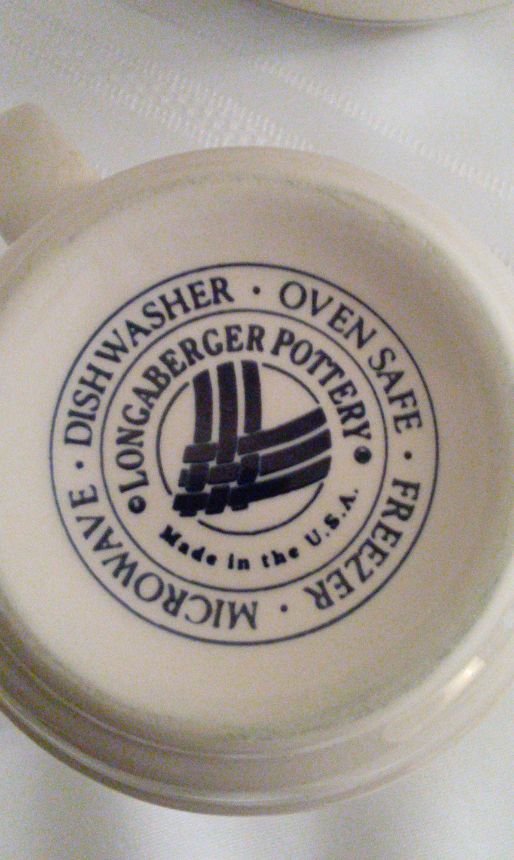 DISHWASHER · OVEN SAFE · FREEZER · MICROWAVE ·
© LONGABERGER POTTERY ®
Made in the U.S.A.